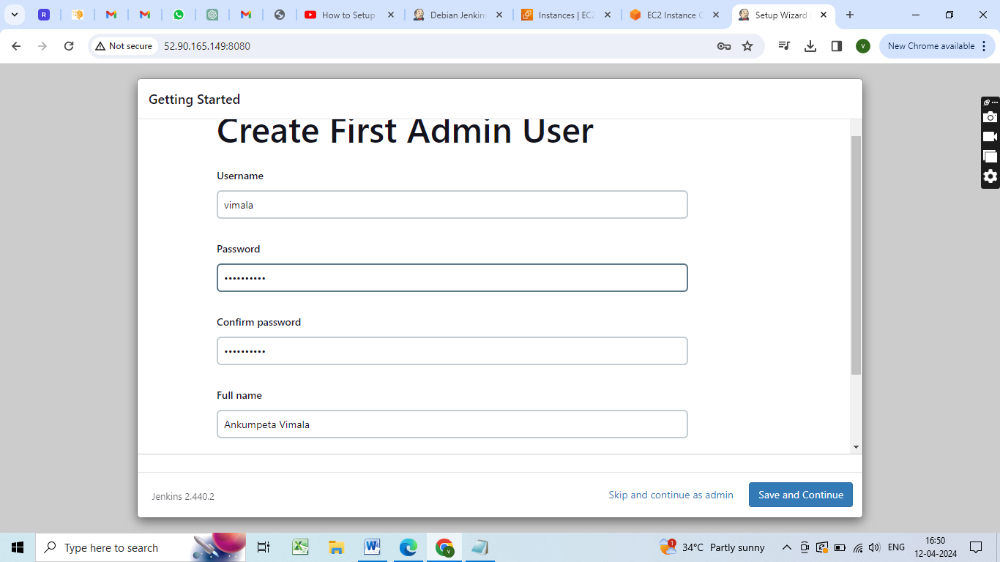 R
How to Setup
Debian Jenkins
Instances | EC2
EC2 Instance C
Setup Wizard
Not secure
52.90.165.149:8080
V
New Chrome available
Getting Started
Create First Admin User
Username
vimala
Password
••••••••••
Confirm password
••••••••••
Full name
Ankumpeta Vimala
Jenkins 2.440.2
Skip and continue as admin
Save and Continue
Type here to search
1
34°C Partly sunny
ENG
16:50
12-04-2024